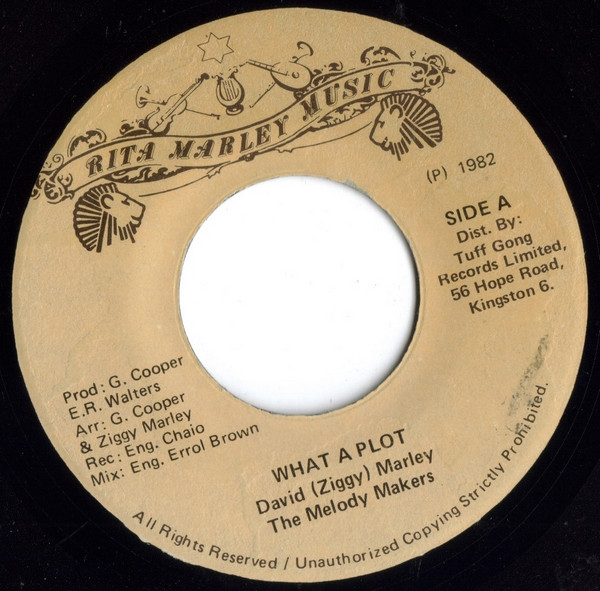 RITA MARLEY MUSIC
(P) 1982
SIDE A
Dist. By:
Tuff Gong
Records Limited,
56 Hope Road,
Kingston 6.
Prod: G. Cooper
E.R. Walters
Arr: G. Cooper
& Ziggy Marley
Rec: Eng. Chaio
Mix: Eng. Errol Brown
WHAT A PLOT
David (Ziggy) Marley
The Melody Makers
All Rights Reserved / Unauthorized Copying Strictly Prohibited.